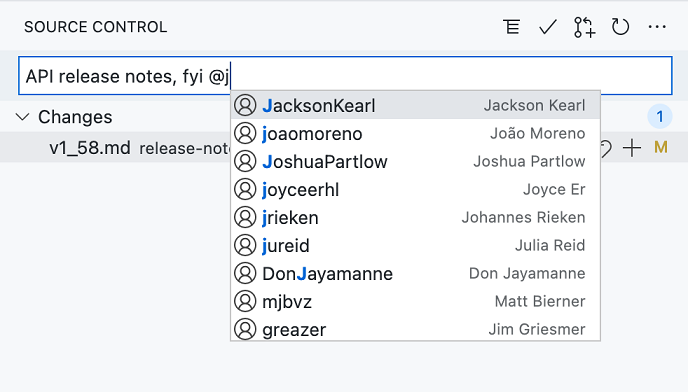 SOURCE CONTROL
API release notes, fyi @j
Changes 1
v1_58.md release-not M
JacksonKearl Jackson Kearl
joaomoreno João Moreno
JoshuaPartlow Joshua Partlow
joyceerhl Joyce Er
jrieken Johannes Rieken
jureid Julia Reid
DonJayamanne Don Jayamanne
mjbvz Matt Bierner
greazer Jim Griesmer